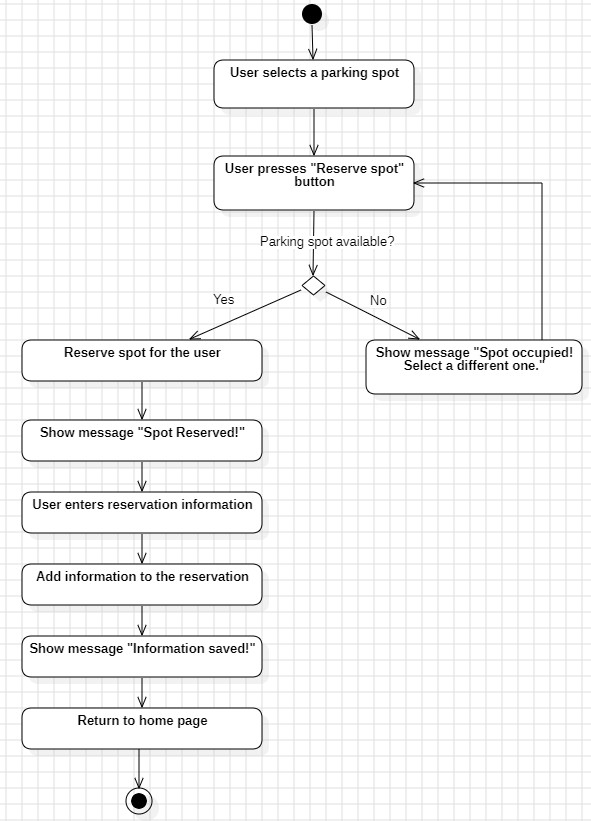 User selects a parking spot
User presses "Reserve spot"
button
Parking spot available?
Yes
No
Reserve spot for the user
Show message "Spot occupied!
Select a different one."
Show message "Spot Reserved!"
User enters reservation information
Add information to the reservation
Show message "Information saved!"
Return to home page